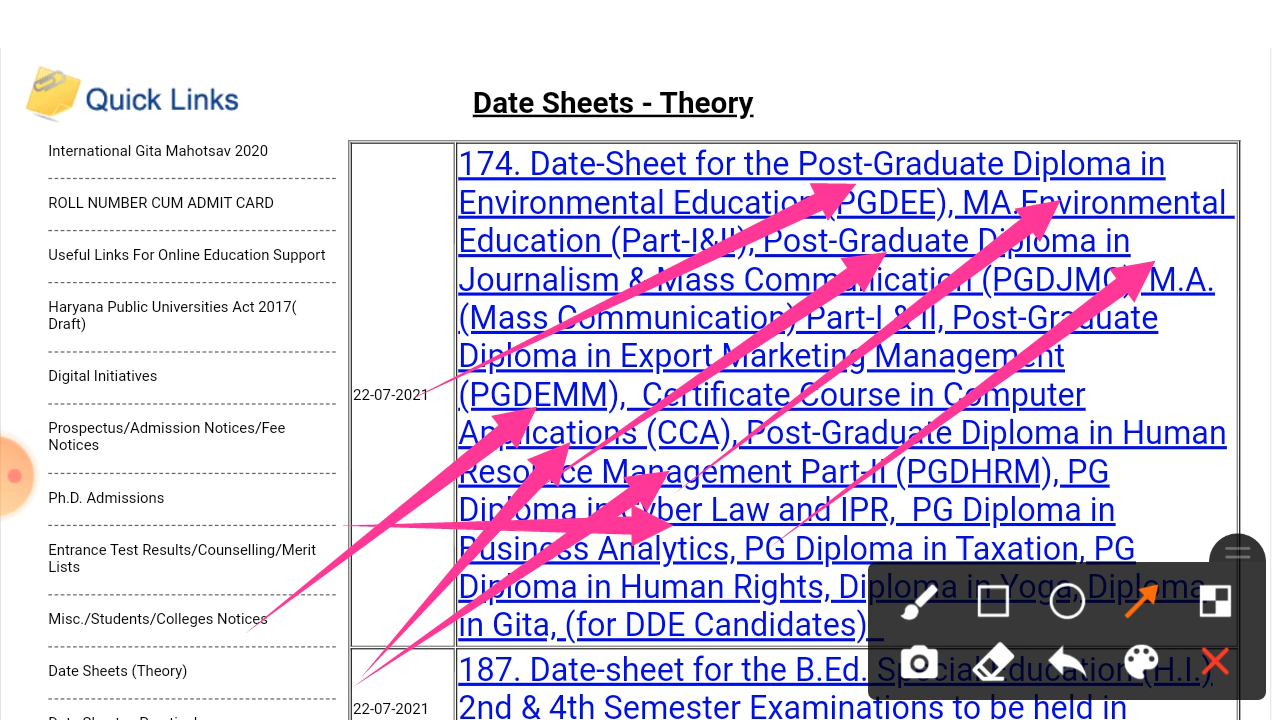 Quick Links
International Gita Mahotsav 2020
ROLL NUMBER CUM ADMIT CARD
Useful Links For Online Education Support
Haryana Public Universities Act 2017(
Draft)
Digital Initiatives
Prospectus/Admission Notices/Fee
Notices
Ph.D. Admissions
Entrance Test Results/Counselling/Merit
Lists
Misc./Students/Colleges Notices
Date Sheets (Theory)
Date Sheets - Theory
22-07-2021
174. Date-Sheet for the Post-Graduate Diploma in
Environmental Education (PGDEE), MA.Environmental
Education (Part-I&II), Post-Graduate Diploma in
Journalism & Mass Communication (PGDJMC), M.A.
(Mass Communication) Part-I & II, Post-Graduate
Diploma in Export Marketing Management
(PGDEMM), Certificate Course in Computer
Applications (CCA), Post-Graduate Diploma in Human
Resource Management Part-II (PGDHRM), PG
Diploma in Cyber Law and IPR, PG Diploma in
Business Analytics, PG Diploma in Taxation, PG
Diploma in Human Rights, Diploma in Yoga, Diploma
in Gita, (for DDE Candidates)
22-07-2021
187. Date-sheet for the B.Ed. Special Education (H.I.)
2nd & 4th Semester Examinations to be held in